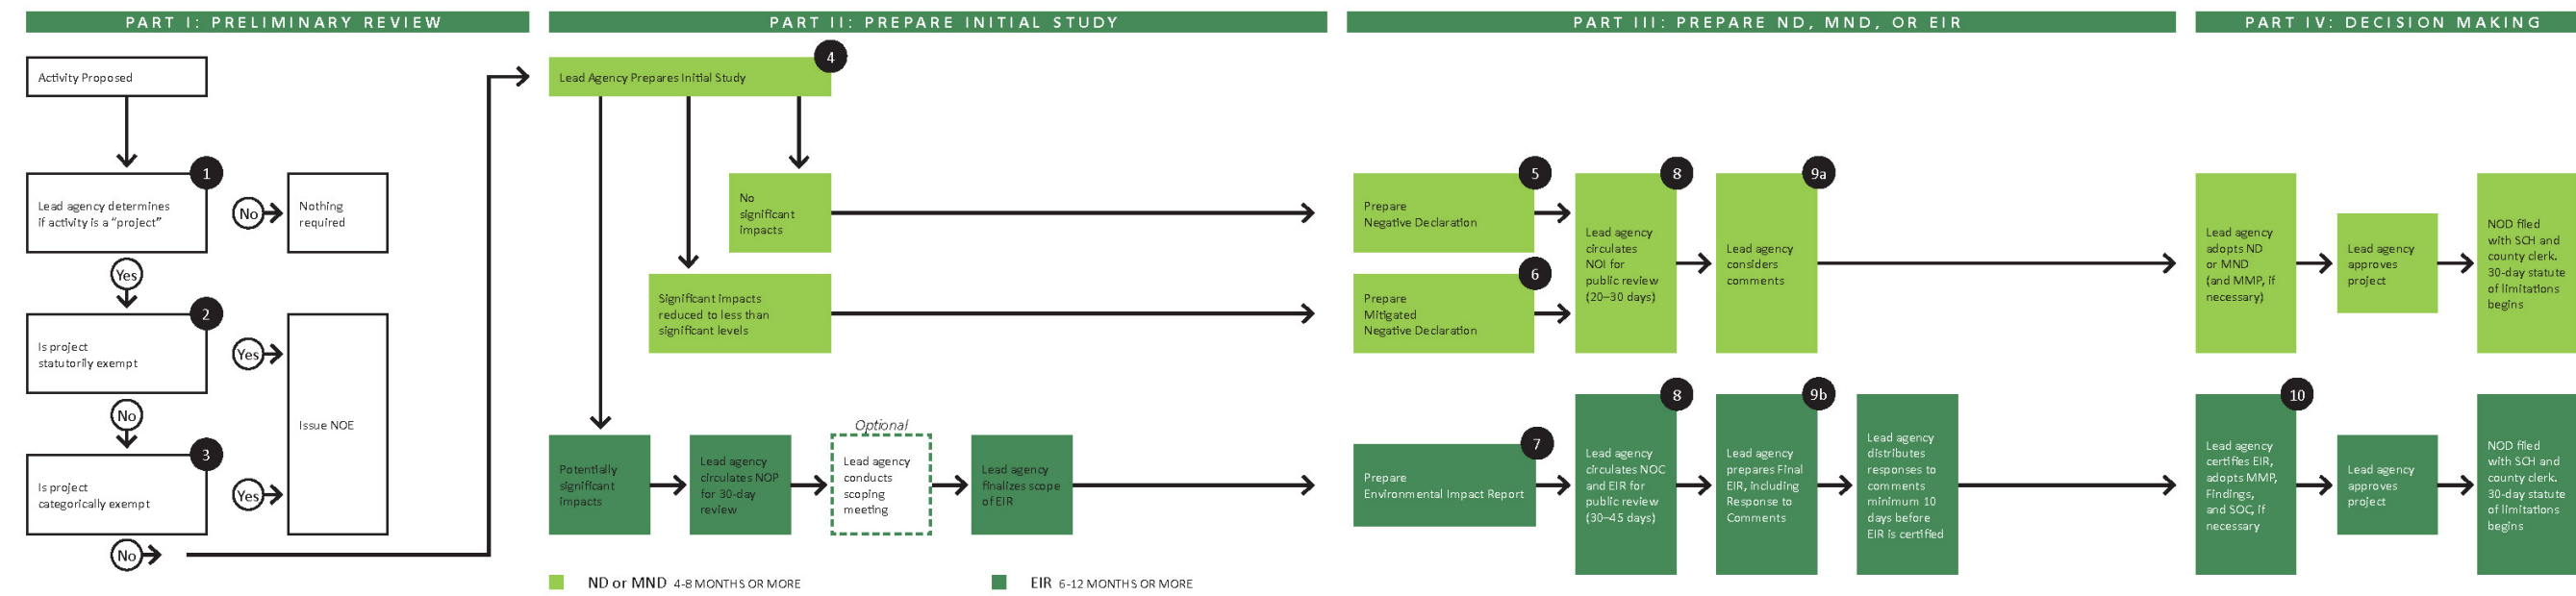 PART I: PRELIMINARY REVIEW
Activity Proposed
1
Lead agency determines
if activity is a “project”
No
Nothing
required
Yes
2
Is project
statutorily exempt
Yes
Issue NOE
No
3
Is project
categorically exempt
Yes
No
PART II: PREPARE INITIAL STUDY
4
Lead Agency Prepares Initial Study
No
significant
impacts
Significant impacts
reduced to less than
significant levels
Potentially
significant
impacts
Lead agency
circulates NOP
for 30-day
review
Optional
Lead agency
conducts
scoping
meeting
Lead agency
finalizes scope
of EIR
ND or MND 4-8 MONTHS OR MORE
EIR 6-12 MONTHS OR MORE
PART III: PREPARE ND, MND, OR EIR
5
Prepare
Negative Declaration
6
Prepare
Mitigated
Negative Declaration
8
Lead agency
circulates
NOI for
public review
(20–30 days)
9a
Lead agency
considers
comments
7
Prepare
Environmental Impact Report
8
Lead agency
circulates NOC
and EIR for
public review
(30–45 days)
9b
Lead agency
prepares Final
EIR, including
Response to
Comments
Lead agency
distributes
responses to
comments
minimum 10
days before
EIR is certified
PART IV: DECISION MAKING
Lead agency
adopts ND
or MND
(and MMP, if
necessary)
Lead agency
approves
project
NOD filed
with SCH and
county clerk.
30-day statute
of limitations
begins
10
Lead agency
certifies EIR,
adopts MMP,
Findings,
and SOC, if
necessary
Lead agency
approves
project
NOD filed
with SCH and
county clerk.
30-day statute
of limitations
begins